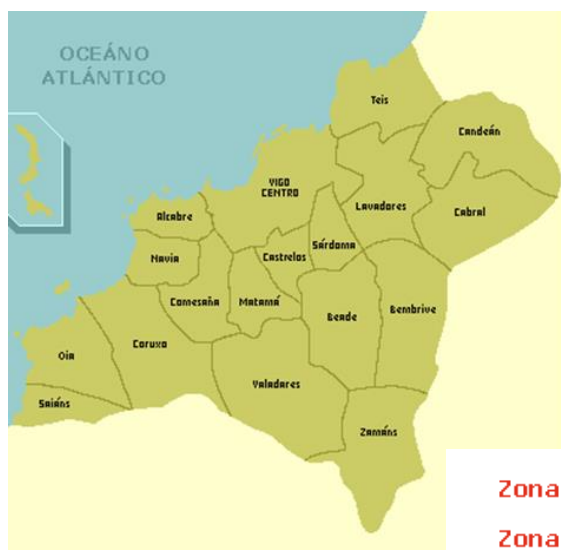 OCEÁNO
ATLÁNTICO
Teis
Candeán
VIGO
CENTRO
Lavadores
Cabral
Alcabre
Sárdoma
Navia
Castrelos
Comesaña
Matamá
Beade
Bembrive
Oia
Coruxo
Valadares
Saiáns
Zamáns
Zona
Zona